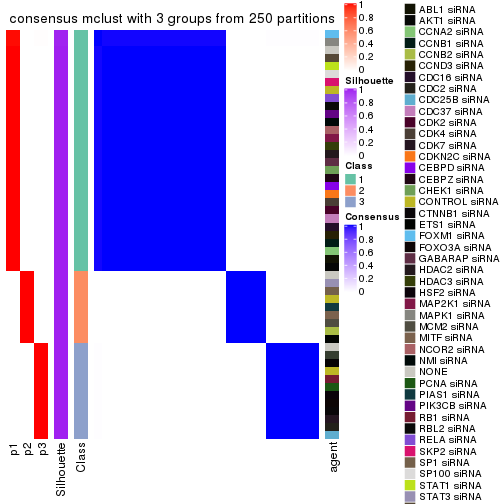 consensus mclust with 3 groups from 250 partitions
1
0.8
0.6
0.4
0.2
0
Silhouette
1
0.8
0.6
0.4
0.2
0
Class
1
2
3
Consensus
1
0.8
0.6
0.4
0.2
0
p1
p2
p3
Silhouette
Class
agent
ABL1 siRNA
AKT1 siRNA
CCNA2 siRNA
CCNB1 siRNA
CCNB2 siRNA
CCND3 siRNA
CDC16 siRNA
CDC2 siRNA
CDC25B siRNA
CDC37 siRNA
CDK2 siRNA
CDK4 siRNA
CDK7 siRNA
CDKN2C siRNA
CEBPD siRNA
CEBPZ siRNA
CHEK1 siRNA
CONTROL siRNA
CTNNB1 siRNA
ETS1 siRNA
FOXM1 siRNA
FOXO3A siRNA
GABARAP siRNA
HDAC2 siRNA
HDAC3 siRNA
HSF2 siRNA
MAP2K1 siRNA
MAPK1 siRNA
MCM2 siRNA
MITF siRNA
NCOR2 siRNA
NMI siRNA
NONE
PCNA siRNA
PIAS1 siRNA
PIK3CB siRNA
RB1 siRNA
RBL2 siRNA
RELA siRNA
SKP2 siRNA
SP1 siRNA
SP100 siRNA
STAT1 siRNA
STAT3 siRNA